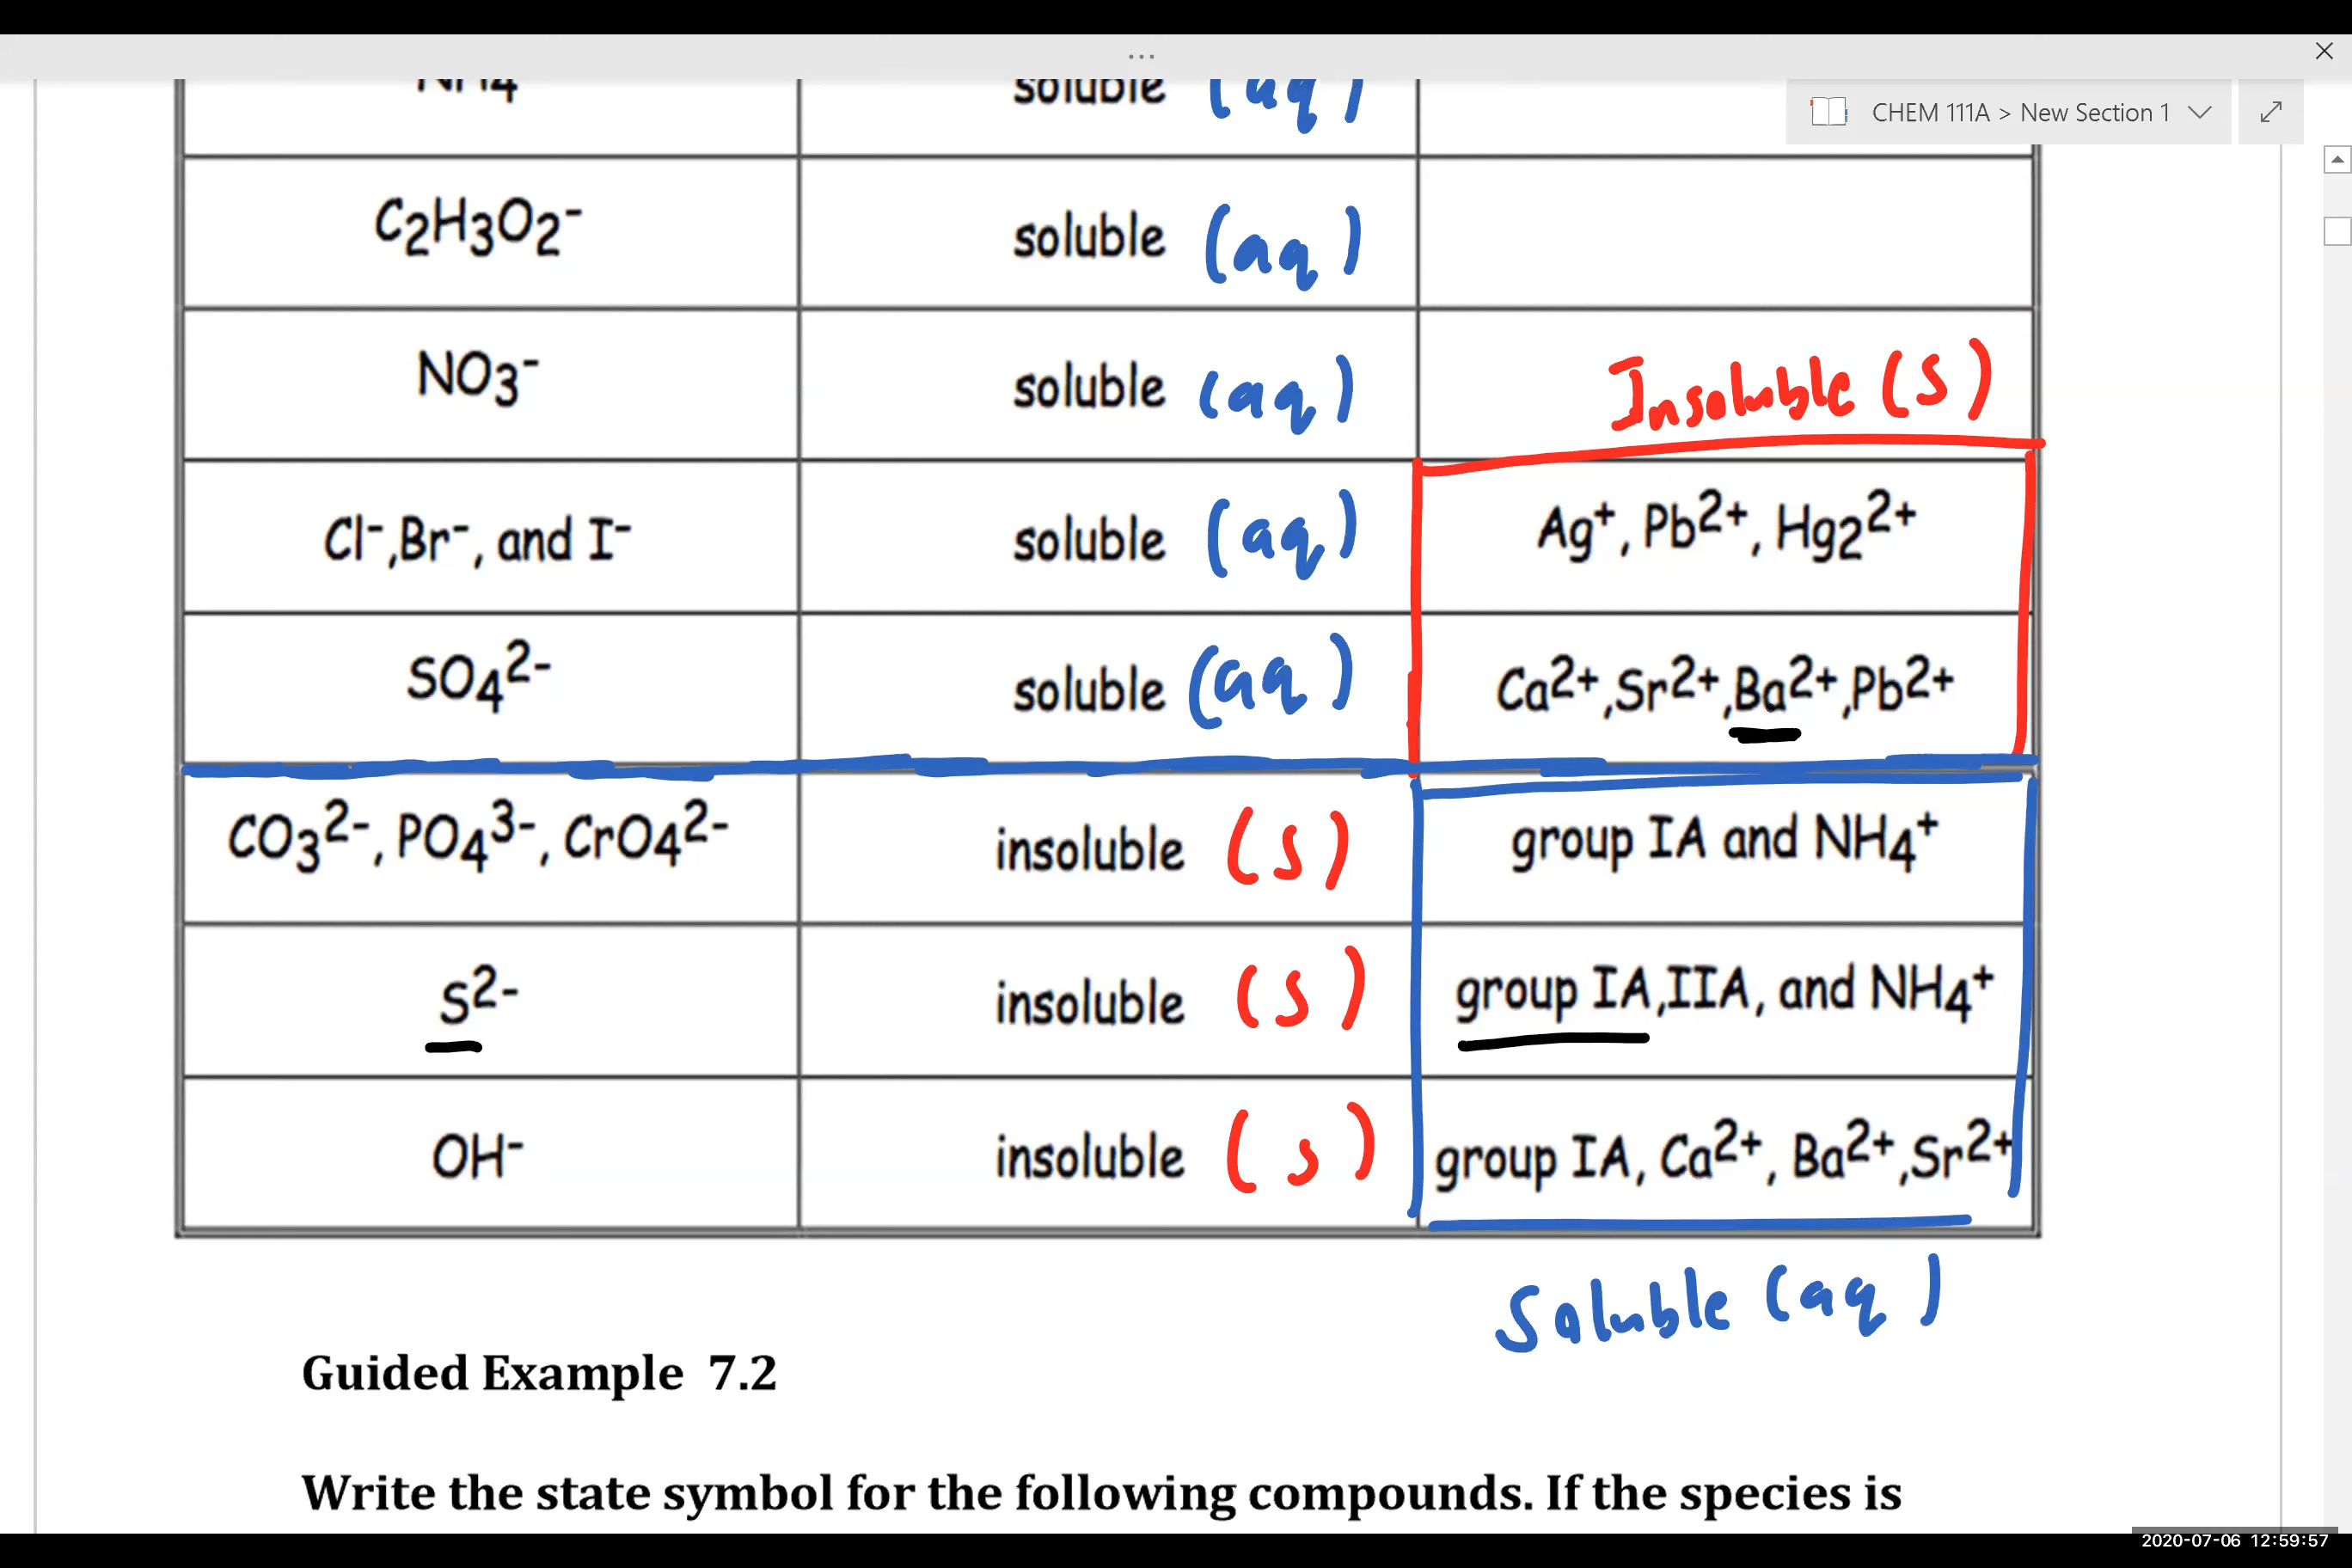 ...
CHEM 111A > New Section 1
NH4 soluble (aq)
C2H3O2- soluble (aq)
NO3- soluble (aq) Insoluble (s)
Cl-,Br-, and I- soluble (aq) Ag+, Pb2+, Hg22+
SO42- soluble (aq) Ca2+,Sr2+,Ba2+,Pb2+
CO32-, PO43-, CrO42- insoluble (s) group IA and NH4+
S2- insoluble (s) group IA,IIA, and NH4+
OH- insoluble (s) group IA, Ca2+, Ba2+,Sr2+
Soluble (aq)
Guided Example 7.2
Write the state symbol for the following compounds. If the species is
2020-07-06 12:59:57